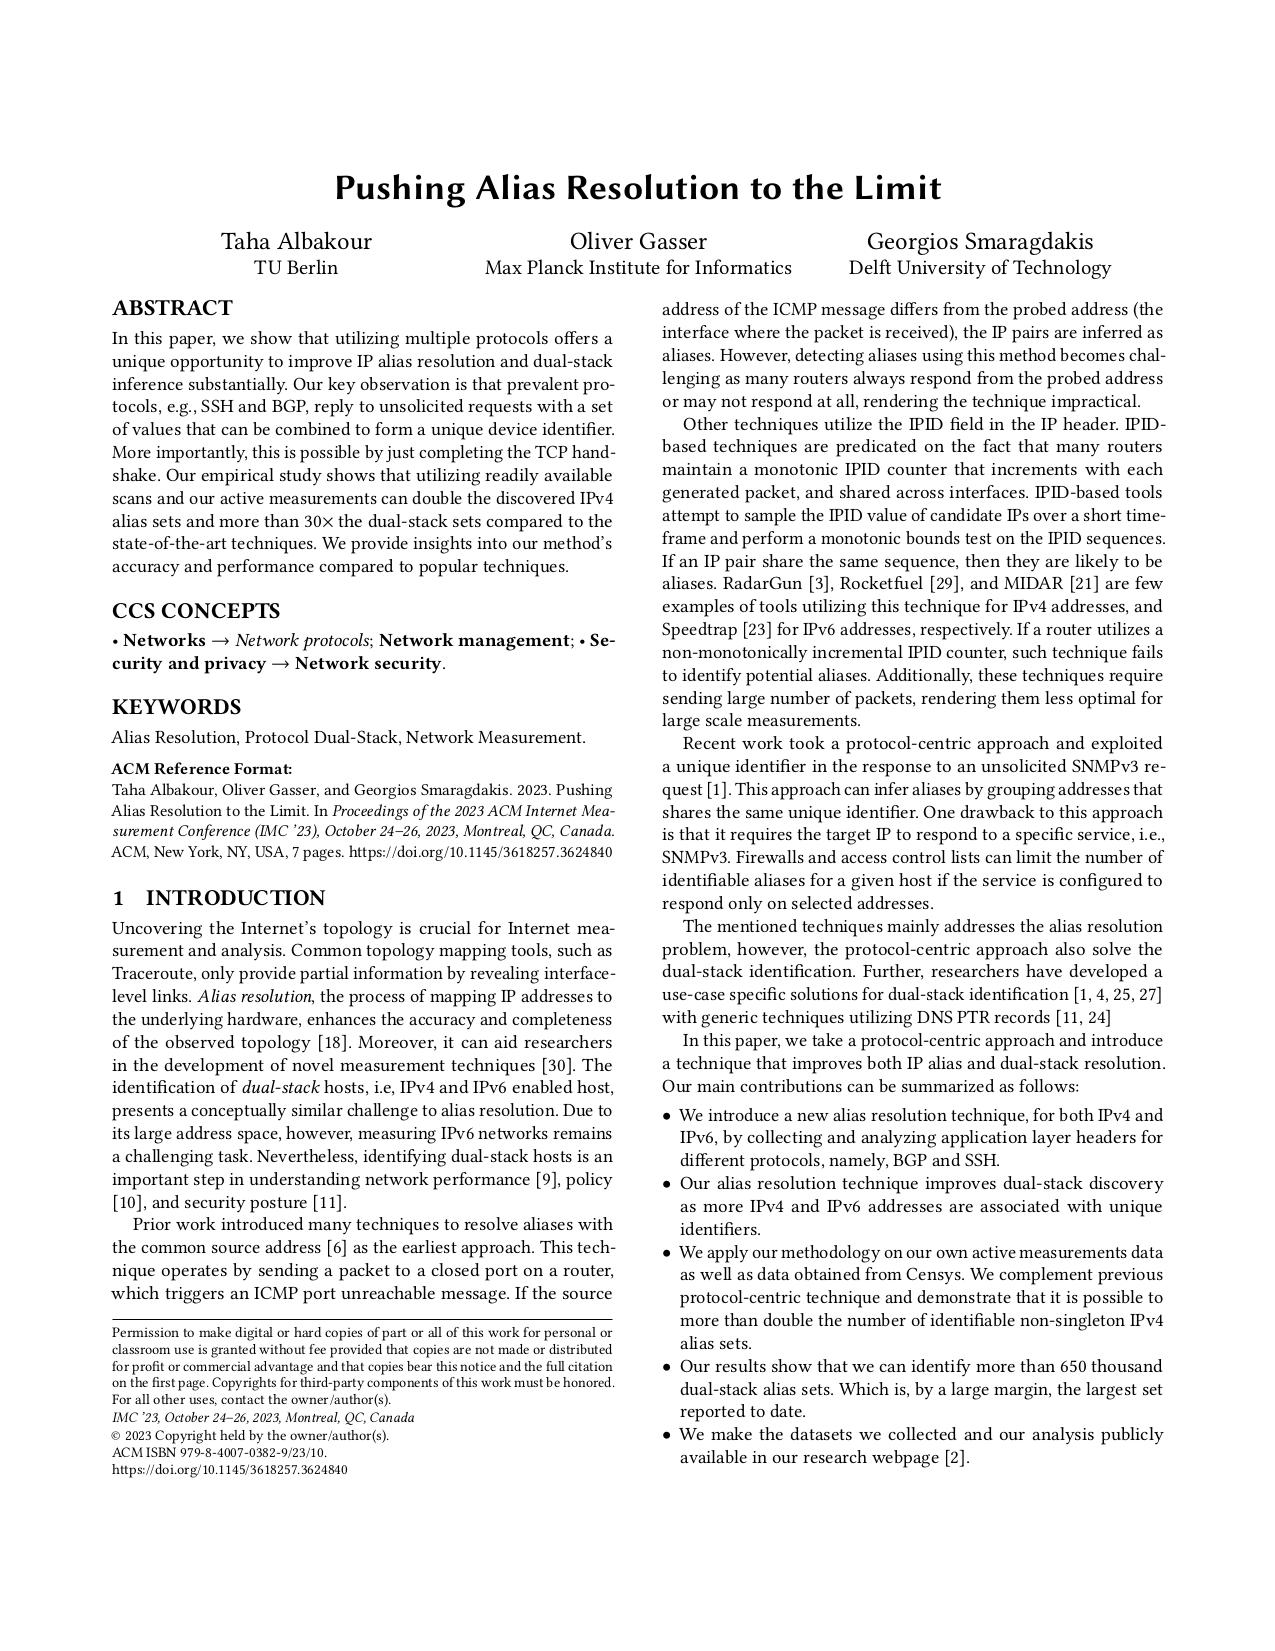 Pushing Alias Resolution to the Limit
Taha Albakour
TU Berlin
Oliver Gasser
Max Planck Institute for Informatics
Georgios Smaragdakis
Delft University of Technology
ABSTRACT
In this paper, we show that utilizing multiple protocols offers a
unique opportunity to improve IP alias resolution and dual-stack
inference substantially. Our key observation is that prevalent pro-
tocols, e.g., SSH and BGP, reply to unsolicited requests with a set
of values that can be combined to form a unique device identifier.
More importantly, this is possible by just completing the TCP hand-
shake. Our empirical study shows that utilizing readily available
scans and our active measurements can double the discovered IPv4
alias sets and more than 30× the dual-stack sets compared to the
state-of-the-art techniques. We provide insights into our method's
accuracy and performance compared to popular techniques.
CCS CONCEPTS
• Networks → Network protocols; Network management; • Se-
curity and privacy → Network security.
KEYWORDS
Alias Resolution, Protocol Dual-Stack, Network Measurement.
ACM Reference Format:
Taha Albakour, Oliver Gasser, and Georgios Smaragdakis. 2023. Pushing
Alias Resolution to the Limit. In Proceedings of the 2023 ACM Internet Mea-
surement Conference (IMC '23), October 24–26, 2023, Montreal, QC, Canada.
ACM, New York, NY, USA, 7 pages. https://doi.org/10.1145/3618257.3624840
1 INTRODUCTION
Uncovering the Internet's topology is crucial for Internet mea-
surement and analysis. Common topology mapping tools, such as
Traceroute, only provide partial information by revealing interface-
level links. Alias resolution, the process of mapping IP addresses to
the underlying hardware, enhances the accuracy and completeness
of the observed topology [18]. Moreover, it can aid researchers
in the development of novel measurement techniques [30]. The
identification of dual-stack hosts, i.e, IPv4 and IPv6 enabled host,
presents a conceptually similar challenge to alias resolution. Due to
its large address space, however, measuring IPv6 networks remains
a challenging task. Nevertheless, identifying dual-stack hosts is an
important step in understanding network performance [9], policy
[10], and security posture [11].
Prior work introduced many techniques to resolve aliases with
the common source address [6] as the earliest approach. This tech-
nique operates by sending a packet to a closed port on a router,
which triggers an ICMP port unreachable message. If the source
Permission to make digital or hard copies of part or all of this work for personal or
classroom use is granted without fee provided that copies are not made or distributed
for profit or commercial advantage and that copies bear this notice and the full citation
on the first page. Copyrights for third-party components of this work must be honored.
For all other uses, contact the owner/author(s).
IMC '23, October 24–26, 2023, Montreal, QC, Canada
© 2023 Copyright held by the owner/author(s).
ACM ISBN 979-8-4007-0382-9/23/10.
https://doi.org/10.1145/3618257.3624840
address of the ICMP message differs from the probed address (the
interface where the packet is received), the IP pairs are inferred as
aliases. However, detecting aliases using this method becomes chal-
lenging as many routers always respond from the probed address
or may not respond at all, rendering the technique impractical.
Other techniques utilize the IPID field in the IP header. IPID-
based techniques are predicated on the fact that many routers
maintain a monotonic IPID counter that increments with each
generated packet, and shared across interfaces. IPID-based tools
attempt to sample the IPID value of candidate IPs over a short time-
frame and perform a monotonic bounds test on the IPID sequences.
If an IP pair share the same sequence, then they are likely to be
aliases. RadarGun [3], Rocketfuel [29], and MIDAR [21] are few
examples of tools utilizing this technique for IPv4 addresses, and
Speedtrap [23] for IPv6 addresses, respectively. If a router utilizes a
non-monotonically incremental IPID counter, such technique fails
to identify potential aliases. Additionally, these techniques require
sending large number of packets, rendering them less optimal for
large scale measurements.
Recent work took a protocol-centric approach and exploited
a unique identifier in the response to an unsolicited SNMPv3 re-
quest [1]. This approach can infer aliases by grouping addresses that
shares the same unique identifier. One drawback to this approach
is that it requires the target IP to respond to a specific service, i.e.,
SNMPv3. Firewalls and access control lists can limit the number of
identifiable aliases for a given host if the service is configured to
respond only on selected addresses.
The mentioned techniques mainly addresses the alias resolution
problem, however, the protocol-centric approach also solve the
dual-stack identification. Further, researchers have developed a
use-case specific solutions for dual-stack identification [1, 4, 25, 27]
with generic techniques utilizing DNS PTR records [11, 24]
In this paper, we take a protocol-centric approach and introduce
a technique that improves both IP alias and dual-stack resolution.
Our main contributions can be summarized as follows:
• We introduce a new alias resolution technique, for both IPv4 and
IPv6, by collecting and analyzing application layer headers for
different protocols, namely, BGP and SSH.
• Our alias resolution technique improves dual-stack discovery
as more IPv4 and IPv6 addresses are associated with unique
identifiers.
• We apply our methodology on our own active measurements data
as well as data obtained from Censys. We complement previous
protocol-centric technique and demonstrate that it is possible to
more than double the number of identifiable non-singleton IPv4
alias sets.
• Our results show that we can identify more than 650 thousand
dual-stack alias sets. Which is, by a large margin, the largest set
reported to date.
• We make the datasets we collected and our analysis publicly
available in our research webpage [2].